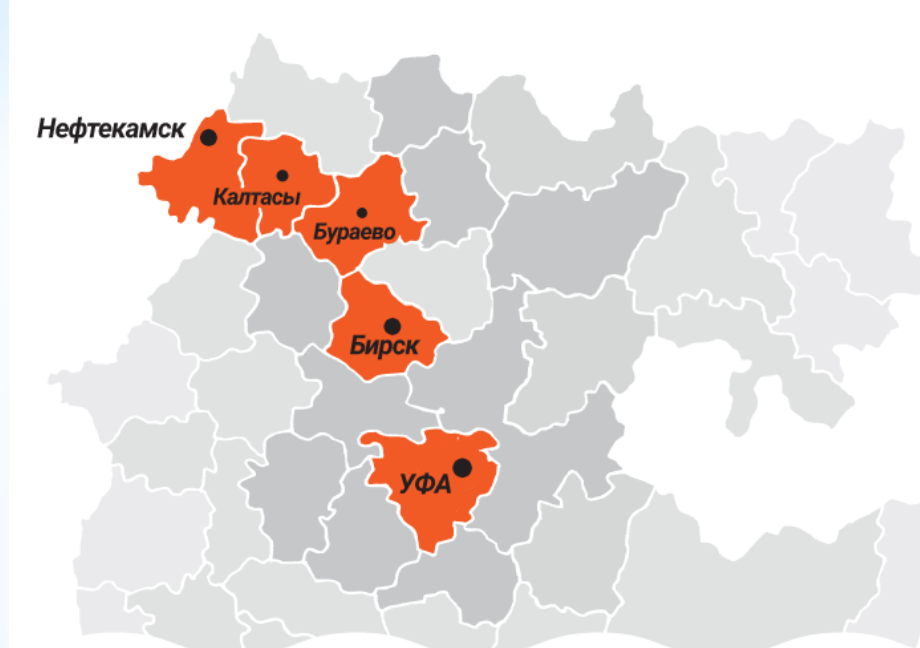 Нефтекамск
Калтасы
Бураево
Бирск
УФА